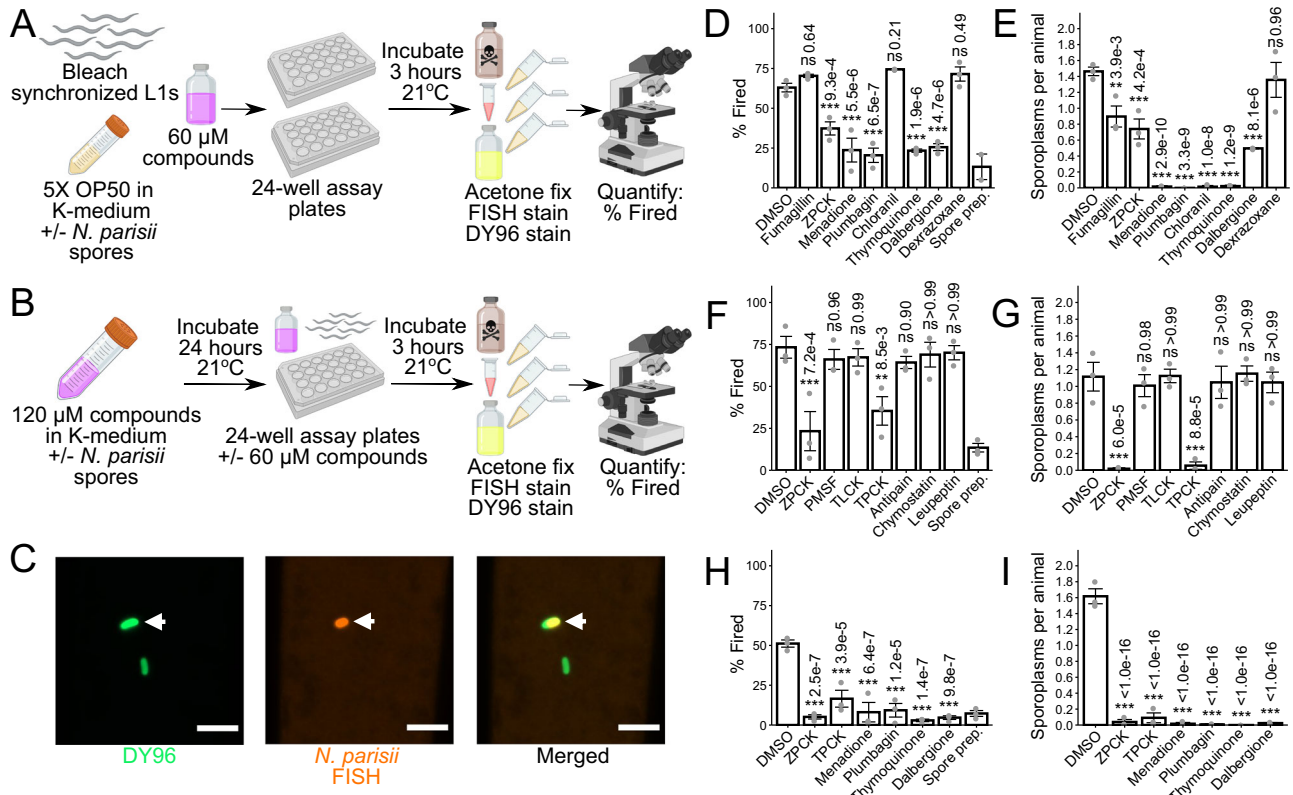 A
Bleach
synchronized L1s
60 µM
compounds
5X OP50 in
K-medium
+/- N. parisii
spores
24-well assay
plates
Incubate
3 hours
21°C
Acetone fix
FISH stain
DY96 stain
Quantify:
% Fired
B
120 µM compounds
in K-medium
+/- N. parisii
spores
Incubate
24 hours
21°C
24-well assay plates
+/- 60 µM compounds
Incubate
3 hours
21°C
Acetone fix
FISH stain
DY96 stain
Quantify:
% Fired
C
DY96
N. parisii
FISH
Merged
D
% Fired
100
75
50
25
0
ns 0.64
*** 9.3e-4
*** 5.5e-6
*** 6.5e-7
ns 0.21
*** 1.9e-6
*** 4.7e-6
ns 0.49
DMSO
Fumagillin
ZPCK
Menadione
Plumbagin
Chloranil
Thymoquinone
Dalbergione
Dexrazoxane
Spore prep.
E
Sporoplasms per animal
2.0
1.8
1.6
1.4
1.2
1.0
0.8
0.6
0.4
0.2
0.0
** 3.9e-3
*** 4.2e-4
*** 2.9e-10
*** 3.3e-9
*** 1.0e-8
*** 1.2e-9
*** 8.1e-6
ns 0.96
DMSO
Fumagillin
ZPCK
Menadione
Plumbagin
Chloranil
Thymoquinone
Dalbergione
Dexrazoxane
F
% Fired
100
75
50
25
0
*** 7.2e-4
ns 0.96
ns 0.99
** 8.5e-3
ns 0.90
ns >0.99
ns >0.99
DMSO
ZPCK
PMSF
TLCK
TPCK
Antipain
Chymostatin
Leupeptin
Spore prep.
G
Sporoplasms per animal
2.0
1.8
1.6
1.4
1.2
1.0
0.8
0.6
0.4
0.2
0.0
*** 6.0e-5
ns 0.98
ns >0.99
*** 8.8e-5
ns >0.99
ns >0.99
ns >0.99
DMSO
ZPCK
PMSF
TLCK
TPCK
Antipain
Chymostatin
Leupeptin
H
% Fired
100
75
50
25
0
*** 2.5e-7
*** 3.9e-5
*** 6.4e-7
*** 1.2e-5
*** 1.4e-7
*** 9.8e-7
DMSO
ZPCK
TPCK
Menadione
Plumbagin
Thymoquinone
Dalbergione
Spore prep.
I
Sporoplasms per animal
2.0
1.8
1.6
1.4
1.2
1.0
0.8
0.6
0.4
0.2
0.0
*** <1.0e-16
*** <1.0e-16
*** <1.0e-16
*** <1.0e-16
*** <1.0e-16
*** <1.0e-16
DMSO
ZPCK
TPCK
Menadione
Plumbagin
Thymoquinone
Dalbergione